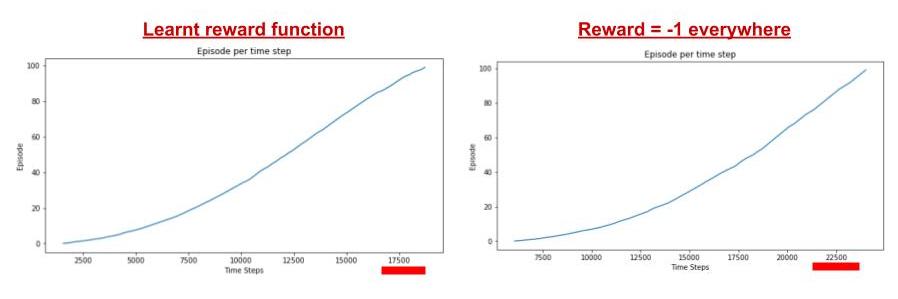 Learnt reward function
Episode per time step
100
80
60
40
20
0
Episode
2500 5000 7500 10000 12500 15000 17500
Time Steps
Reward = -1 everywhere
Episode per time step
100
80
60
40
20
0
Episode
7500 10000 12500 15000 17500 20000 22500
Time Steps